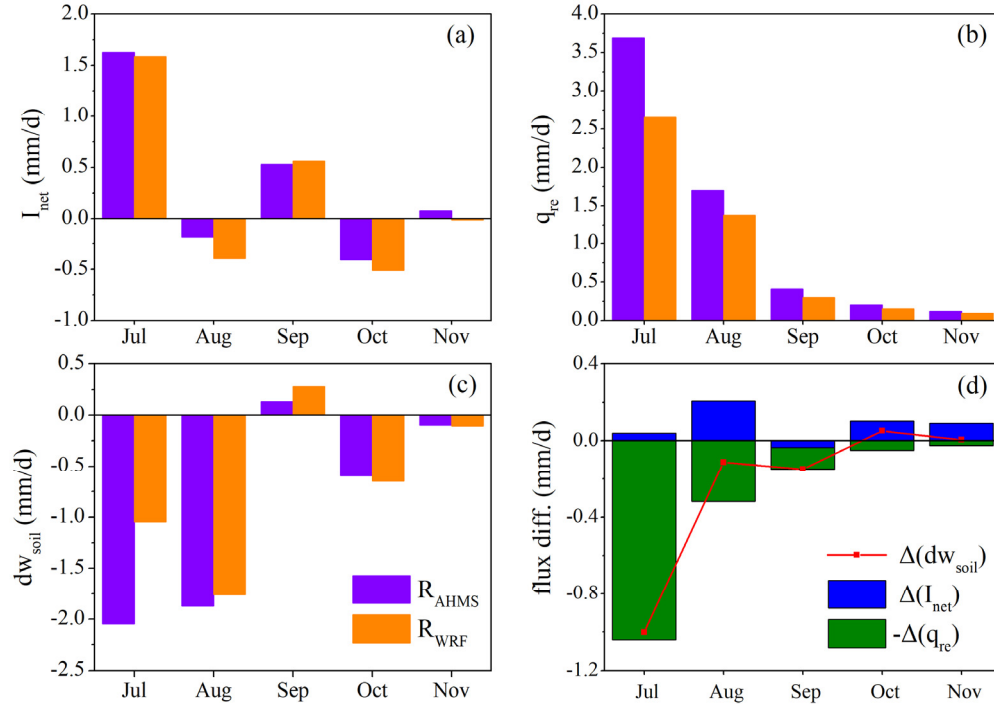 (a)
I_net (mm/d)
2.0
1.5
1.0
0.5
0.0
-0.5
-1.0
Jul Aug Sep Oct Nov
(b)
q_re (mm/d)
4.0
3.5
3.0
2.5
2.0
1.5
1.0
0.5
0.0
Jul Aug Sep Oct Nov
(c)
dw_soil (mm/d)
0.5
0.0
-0.5
-1.0
-1.5
-2.0
-2.5
R_AHMS
R_WRF
Jul Aug Sep Oct Nov
(d)
flux diff. (mm/d)
0.4
0.0
-0.4
-0.8
-1.2
Δ(dw_soil)
Δ(I_net)
-Δ(q_re)
Jul Aug Sep Oct Nov